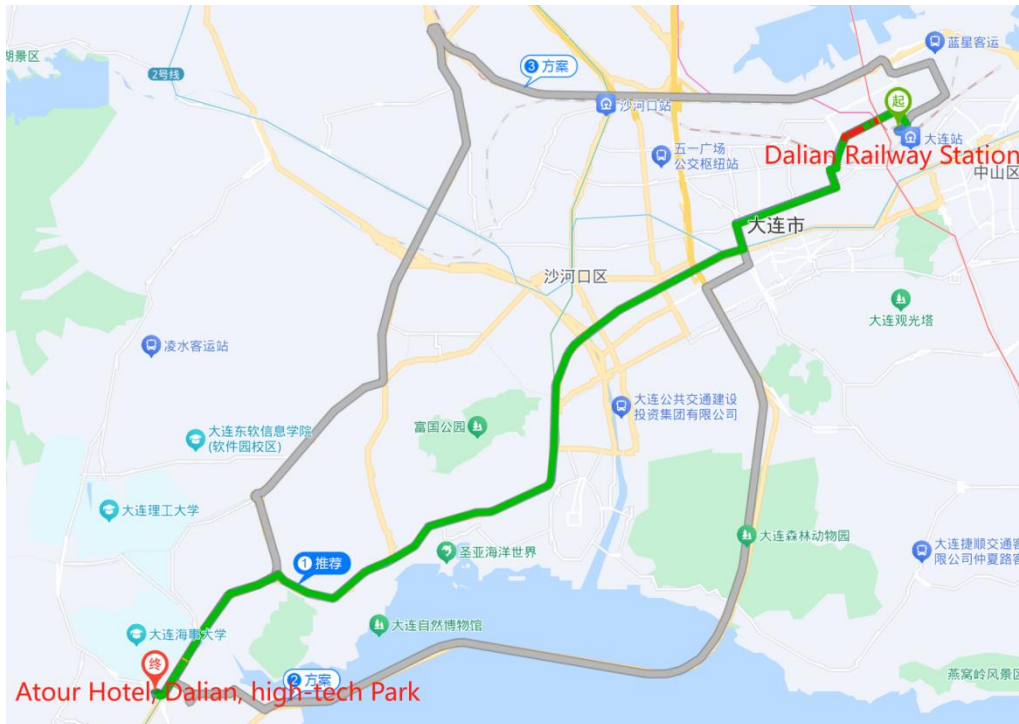 湖景区
2号线
蓝星客运
3 方案
起
沙河口站
大连站
五一广场
公交枢纽站
Dalian Railway Station
中山区
大连市
沙河口区
大连观光塔
凌水客运站
大连公共交通建设
投资集团有限公司
富国公园
大连东软信息学院
(软件园校区)
大连理工大学
大连森林动物园
圣亚海洋世界
大连捷顺交通客
限公司仲夏路客
1 推荐
大连自然博物馆
大连海事大学
终
燕窝岭风景区
2 方案
Atour Hotel, Dalian, high-tech Park